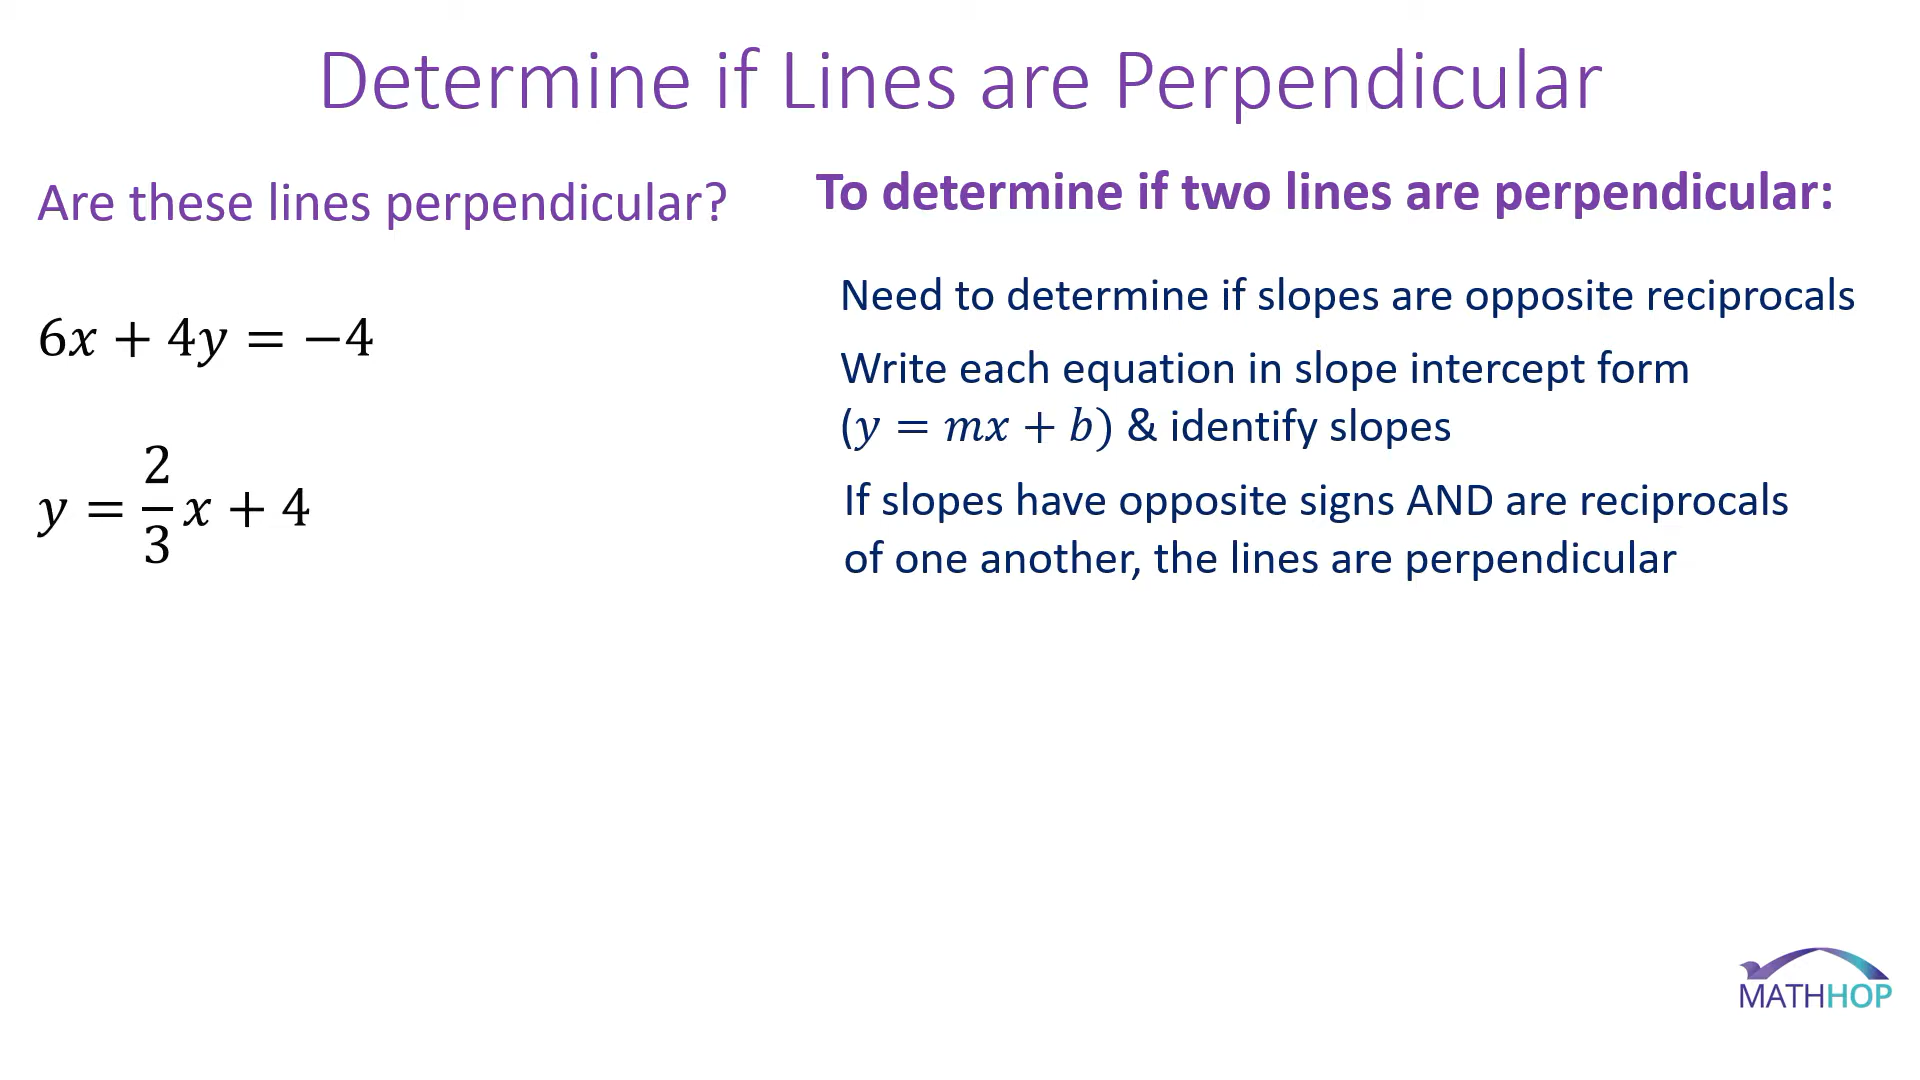 Determine if Lines are Perpendicular
Are these lines perpendicular?
6x + 4y = −4
y = 2/3 x + 4
To determine if two lines are perpendicular:
Need to determine if slopes are opposite reciprocals
Write each equation in slope intercept form
(y = mx + b) & identify slopes
If slopes have opposite signs AND are reciprocals
of one another, the lines are perpendicular
MATHHOP